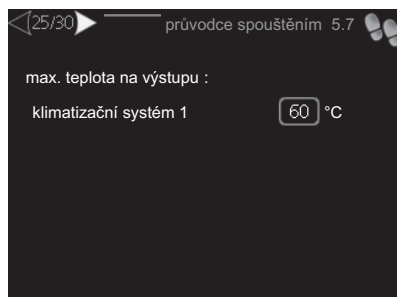 25/30 průvodce spouštěním 5.7
max. teplota na výstupu :
klimatizační systém 1 60 °C